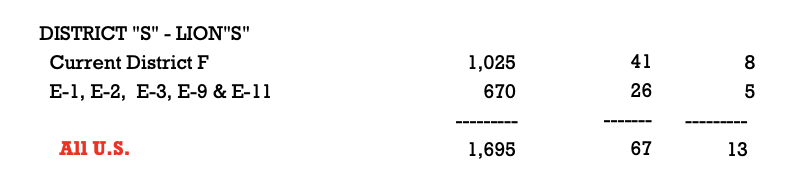 DISTRICT "S" - LION"S"
Current District F 1,025 41 8
E-1, E-2, E-3, E-9 & E-11 670 26 5
--------- ------- ---------
All U.S. 1,695 67 13